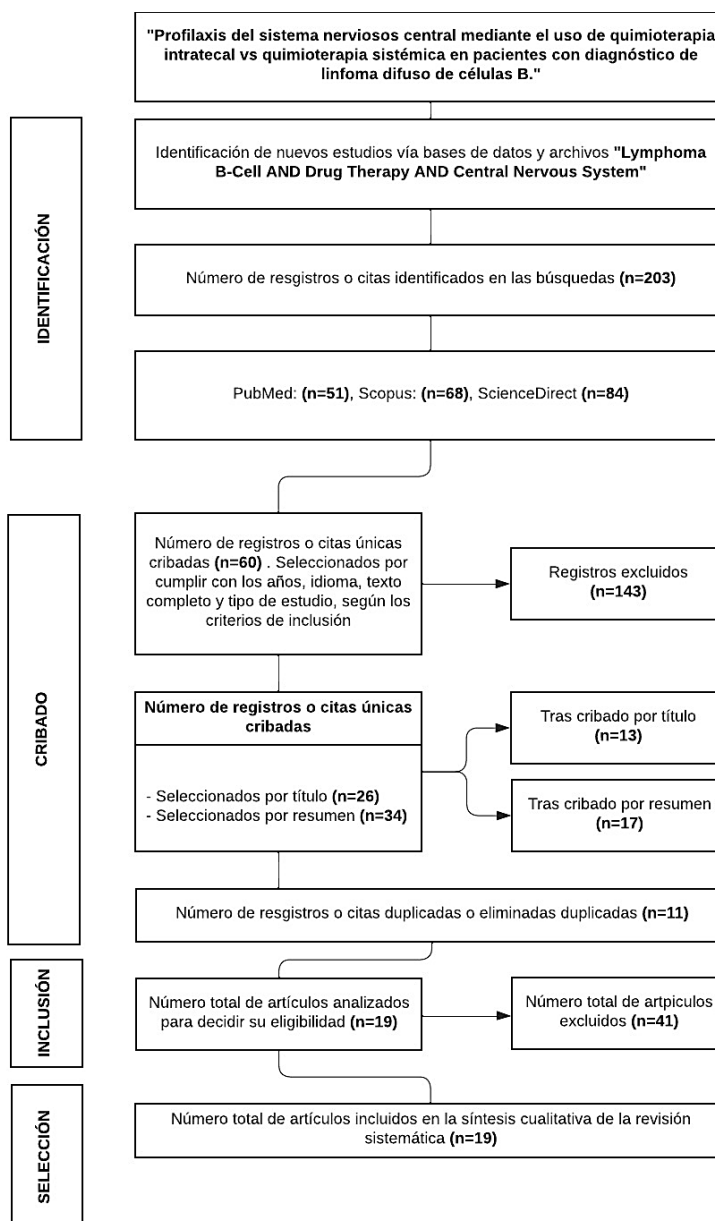 "Profilaxis del sistema nerviosos central mediante el uso de quimioterapia
intratecal vs quimioterapia sistémica en pacientes con diagnóstico de
linfoma difuso de células B."
IDENTIFICACIÓN
Identificación de nuevos estudios vía bases de datos y archivos "Lymphoma
B-Cell AND Drug Therapy AND Central Nervous System"
Número de resgistros o citas identificados en las búsquedas (n=203)
PubMed: (n=51), Scopus: (n=68), ScienceDirect (n=84)
CRIBADO
Número de registros o citas únicas
cribadas (n=60) . Seleccionados por
cumplir con los años, idioma, texto
completo y tipo de estudio, según los
criterios de inclusión
Registros excluidos
(n=143)
Número de registros o citas únicas
cribadas
- Seleccionados por título (n=26)
- Seleccionados por resumen (n=34)
Tras cribado por título
(n=13)
Tras cribado por resumen
(n=17)
Número de resgistros o citas duplicadas o eliminadas duplicadas (n=11)
INCLUSIÓN
Número total de artículos analizados
para decidir su eligibilidad (n=19)
Número total de artpiculos
excluidos (n=41)
SELECCIÓN
Número total de artículos incluidos en la síntesis cualitativa de la revisión
sistemática (n=19)